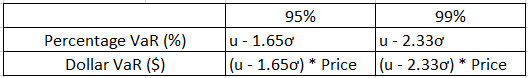 95% 99%
Percentage VaR (%) u - 1.65σ u - 2.33σ
Dollar VaR ($) (u - 1.65σ) * Price (u - 2.33σ) * Price